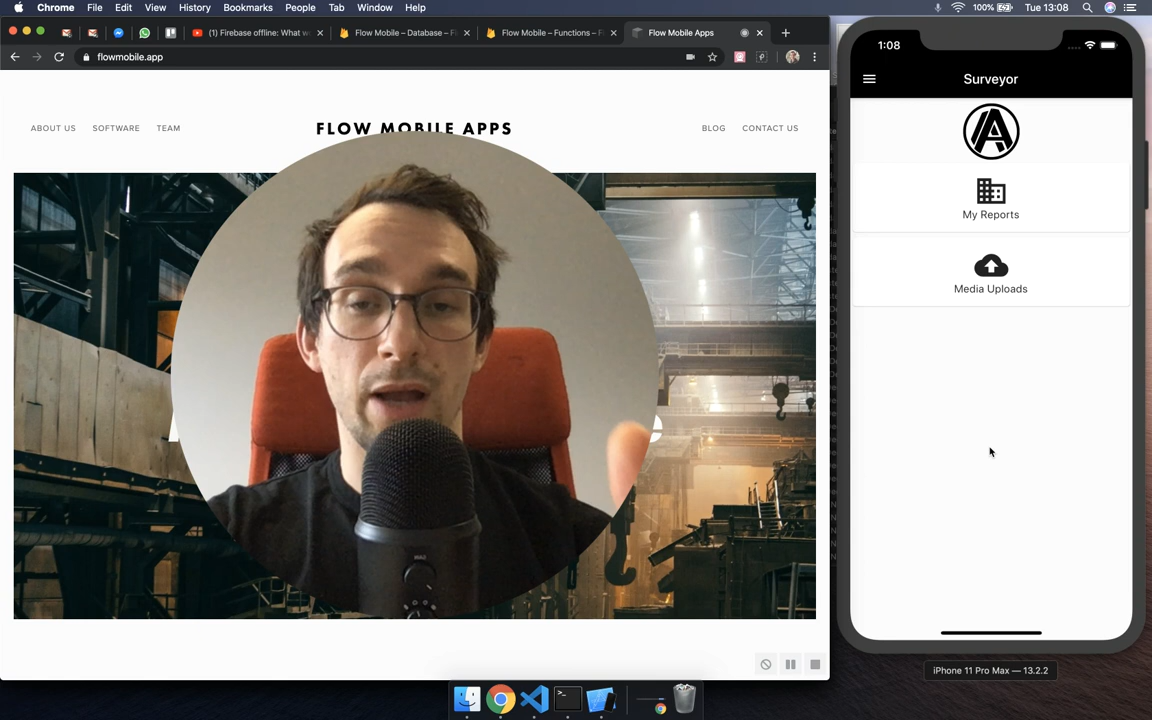 Chrome File Edit View History Bookmarks People Tab Window Help
100% Tue 13:08
(1) Firebase offline: What w
Flow Mobile – Database – F
Flow Mobile – Functions – F
Flow Mobile Apps
flowmobile.app
ABOUT US SOFTWARE TEAM
FLOW MOBILE APPS
BLOG CONTACT US
1:08
Surveyor
My Reports
Media Uploads
iPhone 11 Pro Max — 13.2.2